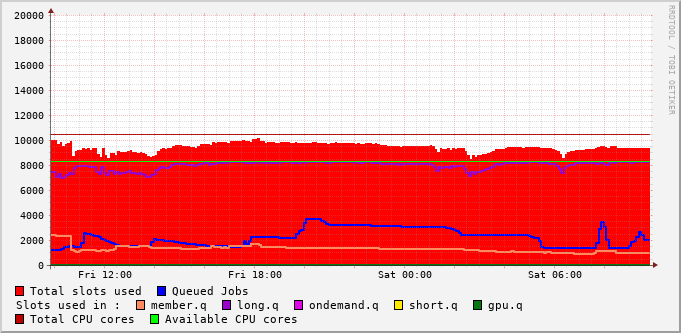 20000
18000
16000
14000
12000
10000
8000
6000
4000
2000
0
Fri 12:00 Fri 18:00 Sat 00:00 Sat 06:00
Total slots used Queued Jobs
Slots used in : member.q long.q ondemand.q short.q gpu.q
Total CPU cores Available CPU cores
RRDTOOL / TOBI OETIKER